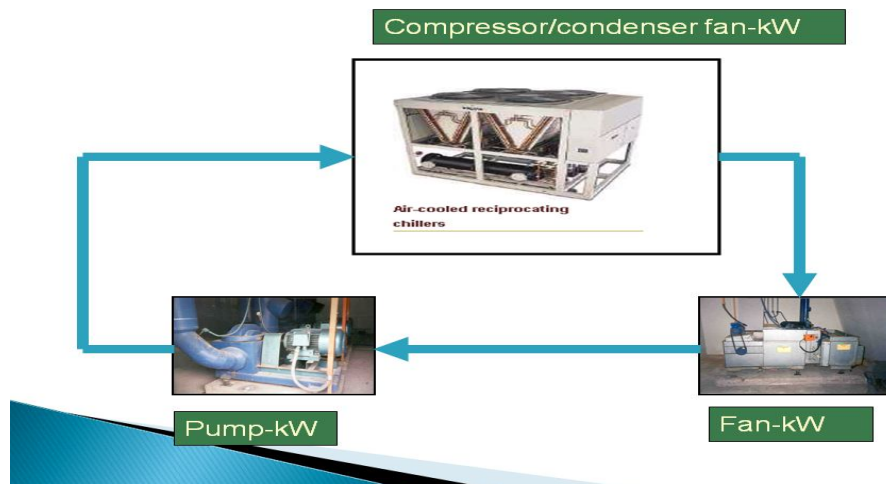 Compressor/condenser fan-kW
Air-cooled reciprocating
chillers
Pump-kW
Fan-kW